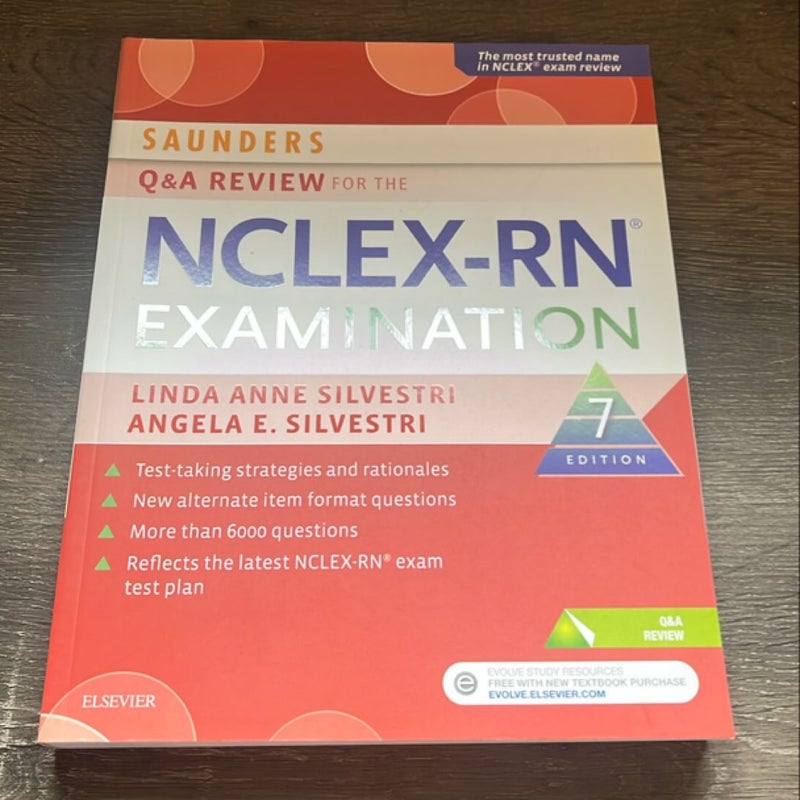 The most trusted name
in NCLEX® exam review
SAUNDERS
Q&A REVIEW FOR THE
NCLEX-RN®
EXAMINATION
LINDA ANNE SILVESTRI
ANGELA E. SILVESTRI
7
EDITION
Test-taking strategies and rationales
New alternate item format questions
More than 6000 questions
Reflects the latest NCLEX-RN® exam
test plan
Q&A
REVIEW
e
EVOLVE STUDY RESOURCES
FREE WITH NEW TEXTBOOK PURCHASE
EVOLVE.ELSEVIER.COM
ELSEVIER